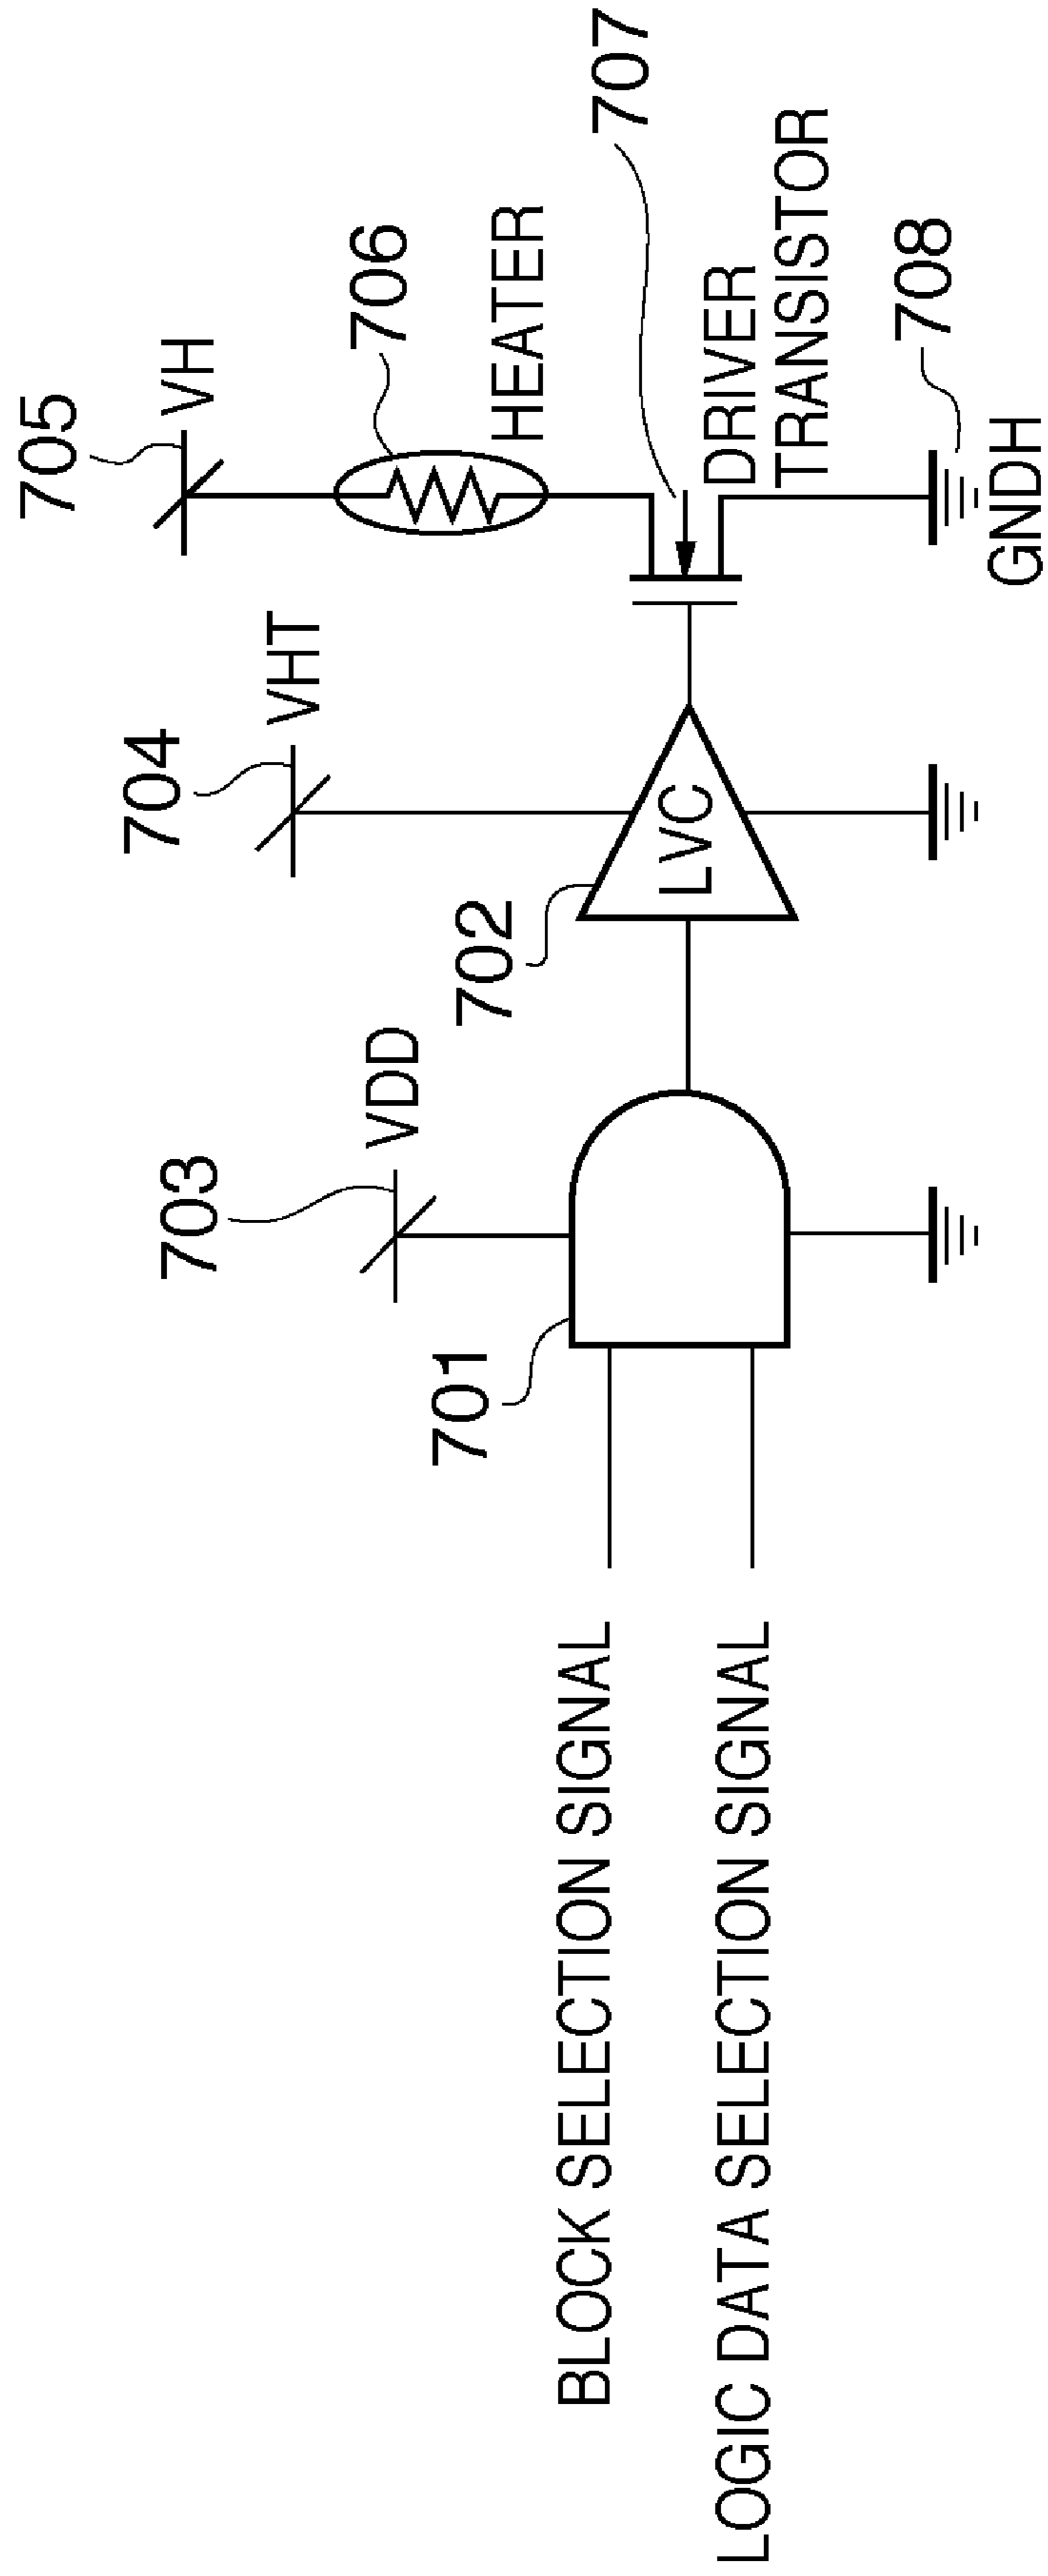 705
VH
706
HEATER
707
DRIVER
TRANSISTOR
708
GNDH
704
VHT
702
LVC
703
VDD
701
BLOCK SELECTION SIGNAL
LOGIC DATA SELECTION SIGNAL